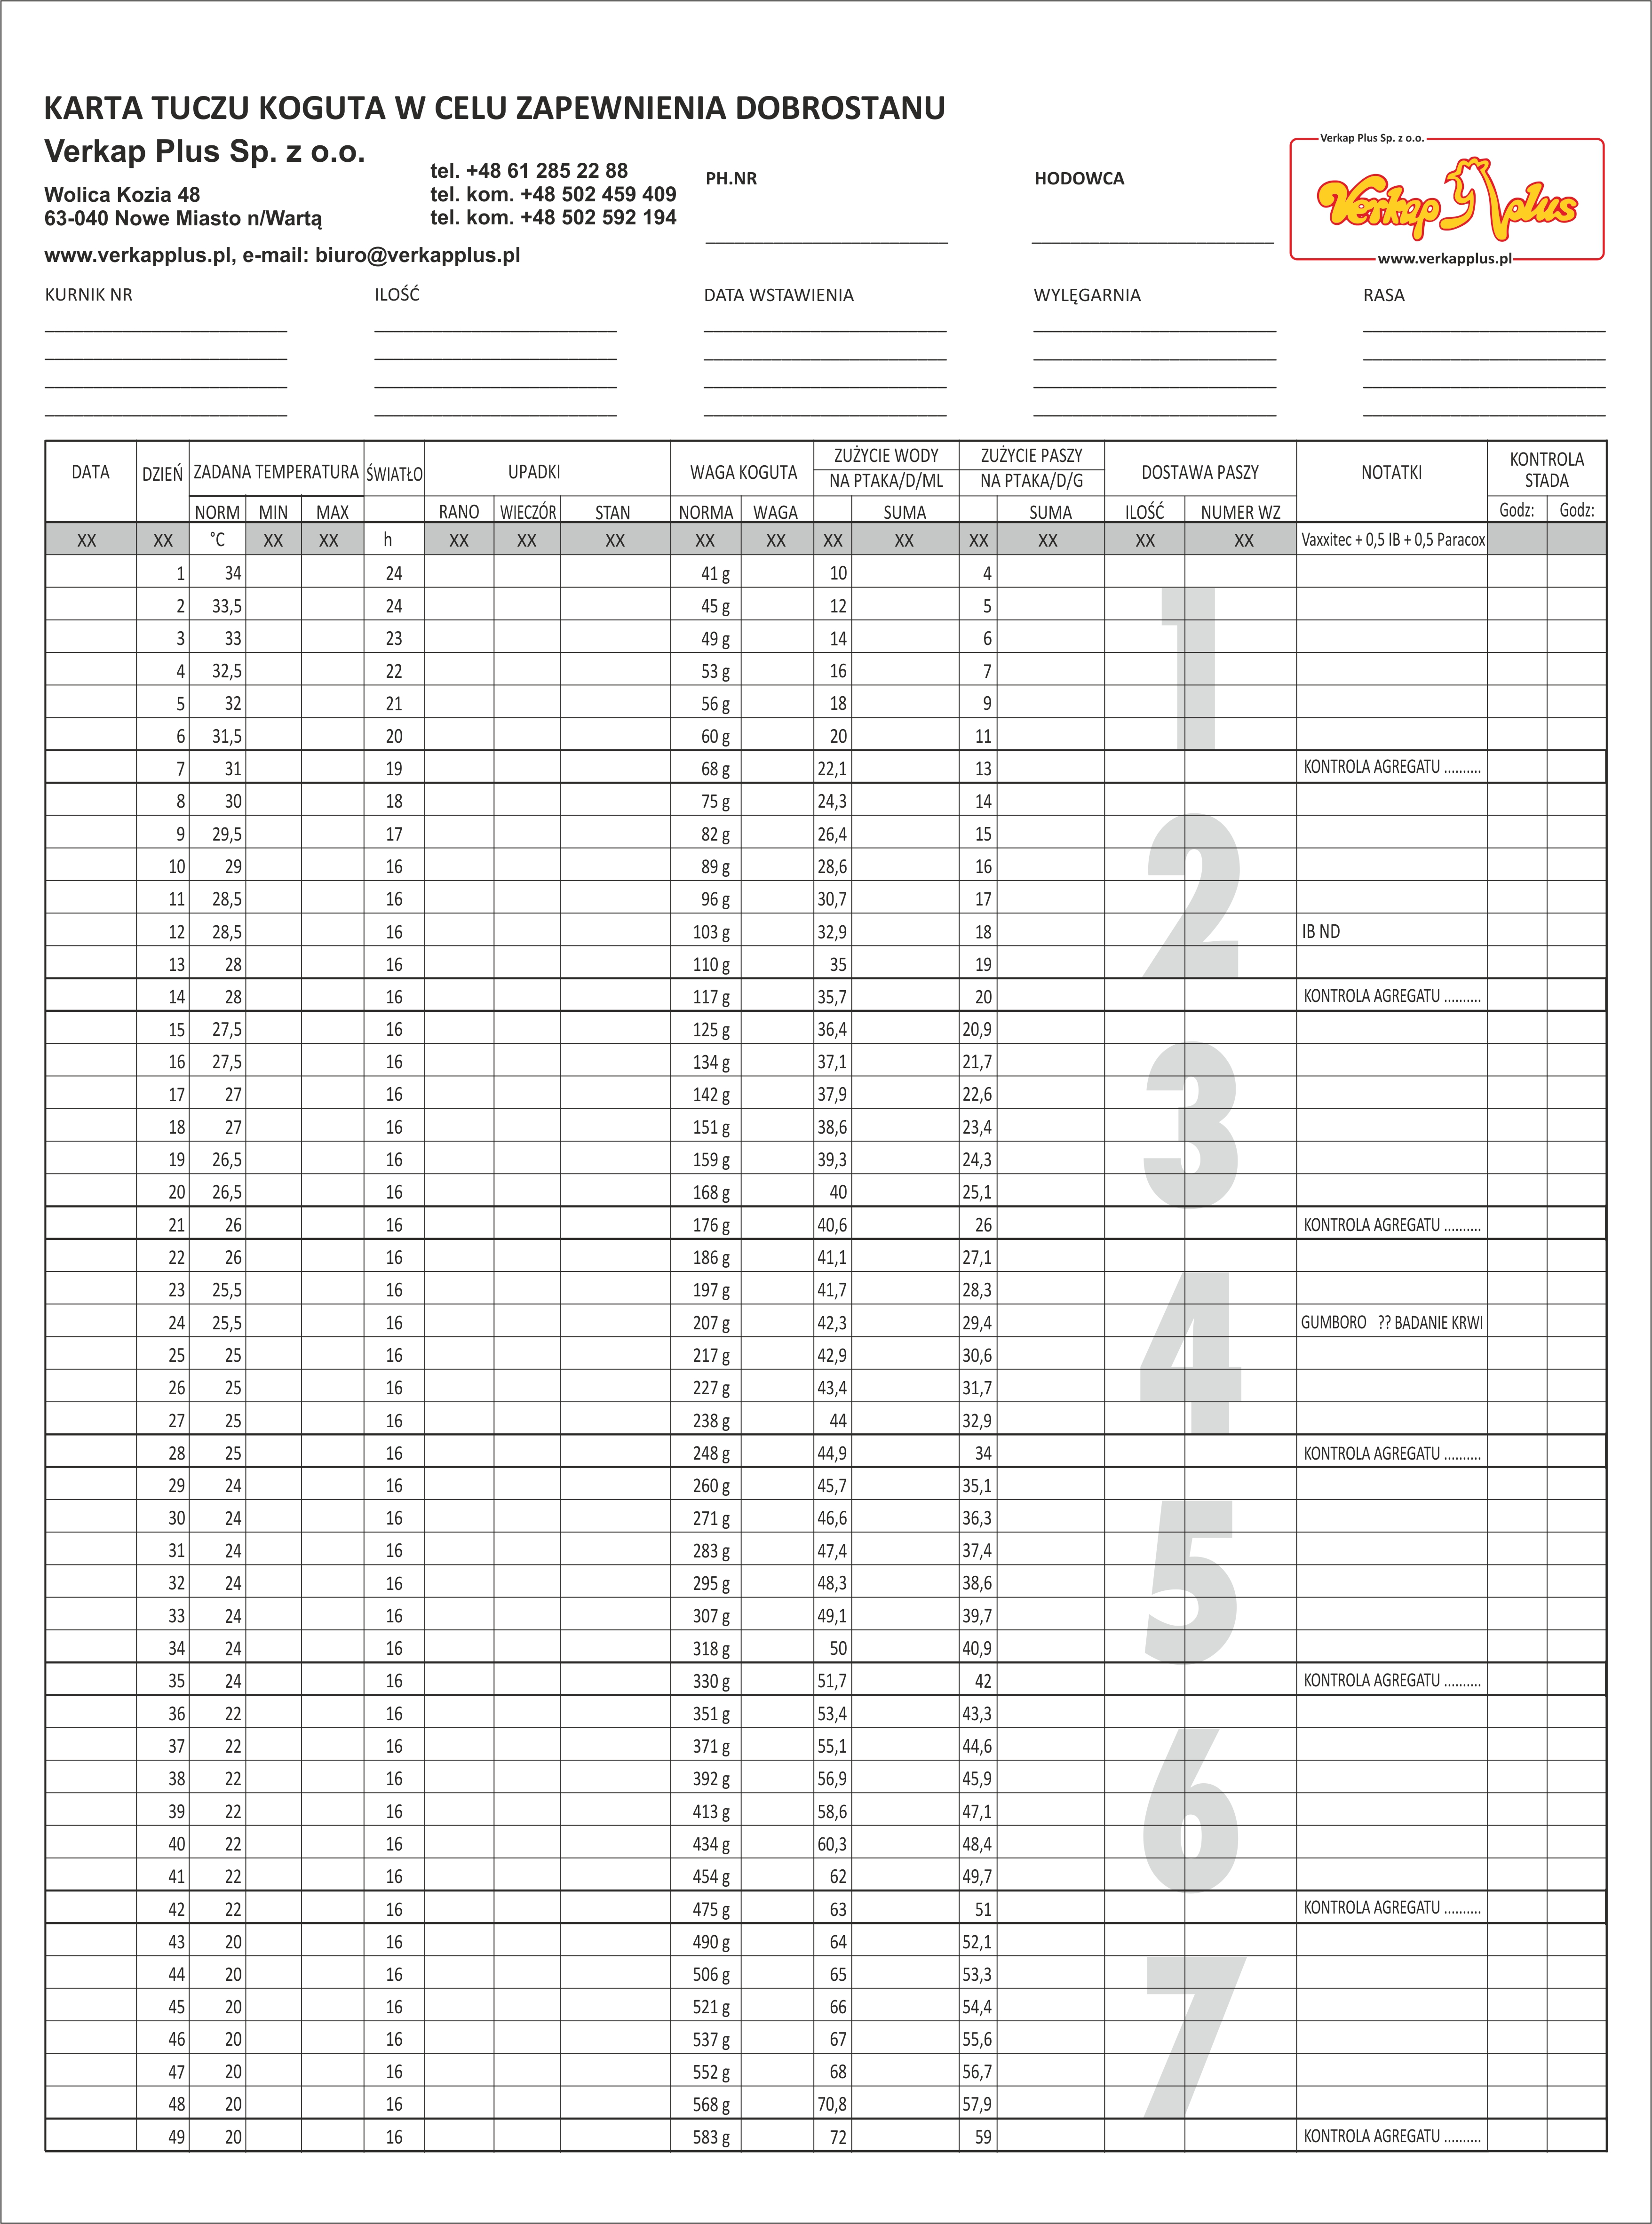 KARTA TUCZU KOGUTA W CELU ZAPEWNIENIA DOBROSTANU
Verkap Plus Sp. z o.o.
Wolica Kozia 48
63-040 Nowe Miasto n/Wartą
www.verkapplus.pl, e-mail: biuro@verkapplus.pl
tel. +48 61 285 22 88
tel. kom. +48 502 459 409
tel. kom. +48 502 592 194
PH.NR
HODOWCA
Verkap Plus Sp. z o.o.
Verkap plus
www.verkapplus.pl
KURNIK NR ILOŚĆ DATA WSTAWIENIA WYLĘGARNIA RASA
DATA DZIEŃ ZADANA TEMPERATURA ŚWIATŁO UPADKI WAGA KOGUTA ZUŻYCIE WODY NA PTAKA/D/ML ZUŻYCIE PASZY NA PTAKA/D/G DOSTAWA PASZY NOTATKI KONTROLA STADA
NORM MIN MAX RANO WIECZÓR STAN NORMA WAGA SUMA SUMA ILOŚĆ NUMER WZ Godz: Godz:
XX XX °C XX XX h XX XX XX XX XX XX XX XX XX XX XX Vaxxitec + 0,5 IB + 0,5 Paracox
1 34 24 41 g 10 4
2 33,5 24 45 g 12 5
3 33 23 49 g 14 6
4 32,5 22 53 g 16 7
5 32 21 56 g 18 9
6 31,5 20 60 g 20 11
1
7 31 19 68 g 22,1 13 KONTROLA AGREGATU ..........
8 30 18 75 g 24,3 14
9 29,5 17 82 g 26,4 15
10 29 16 89 g 28,6 16
11 28,5 16 96 g 30,7 17
12 28,5 16 103 g 32,9 18 IB ND
13 28 16 110 g 35 19
2
14 28 16 117 g 35,7 20 KONTROLA AGREGATU ..........
15 27,5 16 125 g 36,4 20,9
16 27,5 16 134 g 37,1 21,7
17 27 16 142 g 37,9 22,6
18 27 16 151 g 38,6 23,4
19 26,5 16 159 g 39,3 24,3
20 26,5 16 168 g 40 25,1
3
21 26 16 176 g 40,6 26 KONTROLA AGREGATU ..........
22 26 16 186 g 41,1 27,1
23 25,5 16 197 g 41,7 28,3
24 25,5 16 207 g 42,3 29,4 GUMBORO ?? BADANIE KRWI
25 25 16 217 g 42,9 30,6
26 25 16 227 g 43,4 31,7
27 25 16 238 g 44 32,9
4
28 25 16 248 g 44,9 34 KONTROLA AGREGATU ..........
29 24 16 260 g 45,7 35,1
30 24 16 271 g 46,6 36,3
31 24 16 283 g 47,4 37,4
32 24 16 295 g 48,3 38,6
33 24 16 307 g 49,1 39,7
34 24 16 318 g 50 40,9
5
35 24 16 330 g 51,7 42 KONTROLA AGREGATU ..........
36 22 16 351 g 53,4 43,3
37 22 16 371 g 55,1 44,6
38 22 16 392 g 56,9 45,9
39 22 16 413 g 58,6 47,1
40 22 16 434 g 60,3 48,4
41 22 16 454 g 62 49,7
6
42 22 16 475 g 63 51 KONTROLA AGREGATU ..........
43 20 16 490 g 64 52,1
44 20 16 506 g 65 53,3
45 20 16 521 g 66 54,4
46 20 16 537 g 67 55,6
47 20 16 552 g 68 56,7
48 20 16 568 g 70,8 57,9
7
49 20 16 583 g 72 59 KONTROLA AGREGATU ..........